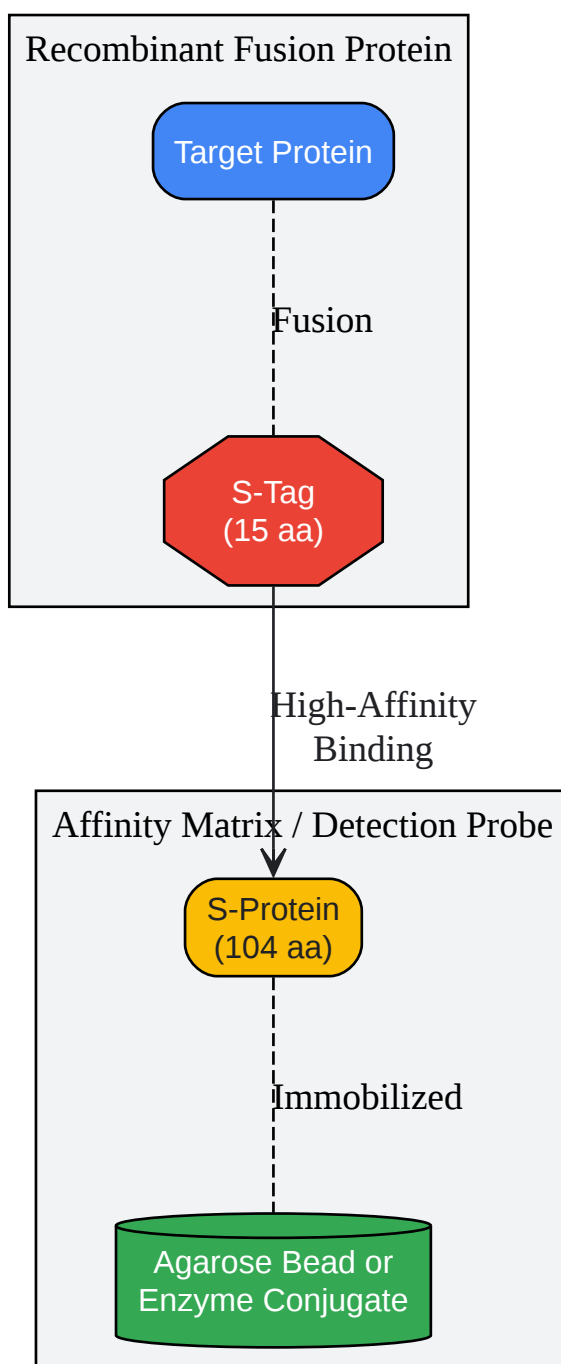 Recombinant Fusion Protein
Target Protein
Fusion
S-Tag
(15 aa)
High-Affinity
Binding
Affinity Matrix / Detection Probe
S-Protein
(104 aa)
Immobilized
Agarose Bead or
Enzyme Conjugate